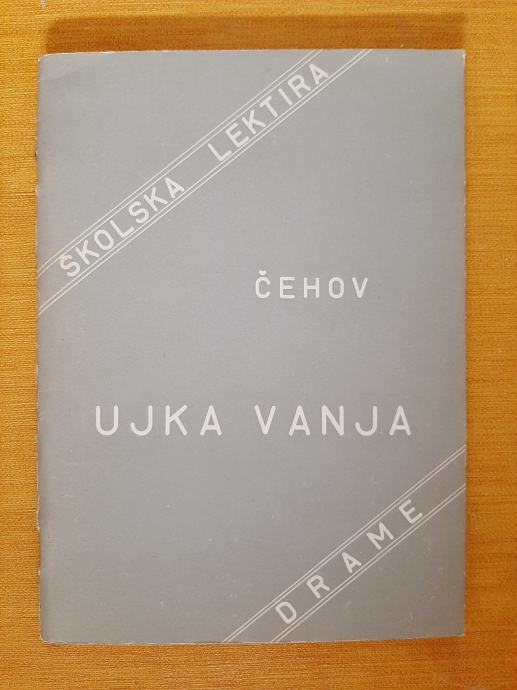 ŠKOLSKA LEKTIRA
ČEHOV
UJKA VANJA
DRAME